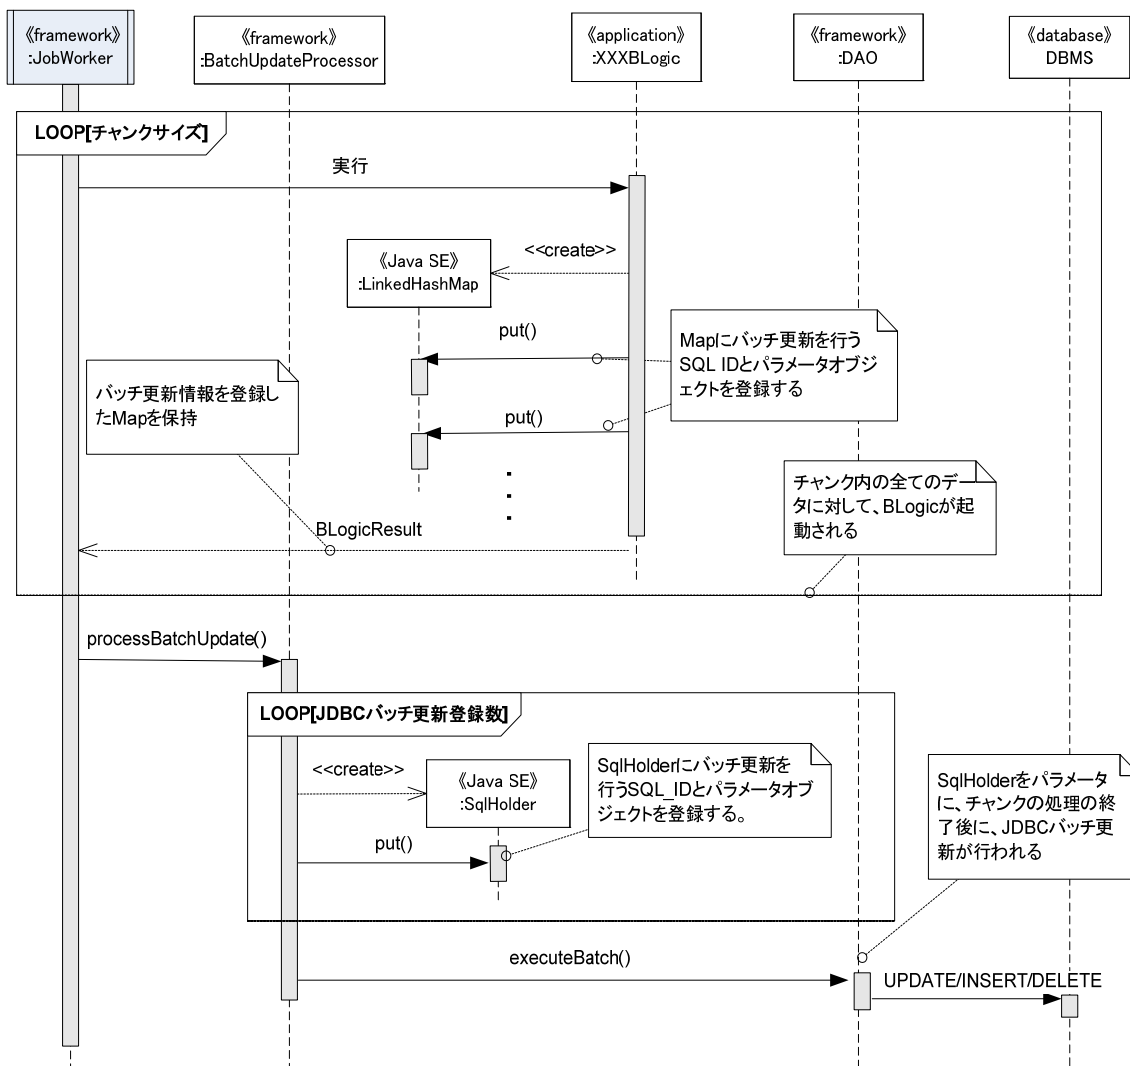 《framework》
:JobWorker
《framework》
:BatchUpdateProcessor
《application》
:XXXBLogic
《framework》
:DAO
《database》
DBMS
LOOP[チャンクサイズ]
実行
<<create>>
《Java SE》
:LinkedHashMap
put()
Mapにバッチ更新を行う
SQL IDとパラメータオブジ
ェクトを登録する
バッチ更新情報を登録し
たMapを保持
put()
チャンク内の全てのデー
タに対して、BLogicが起
動される
BLogicResult
processBatchUpdate()
LOOP[JDBCバッチ更新登録数]
<<create>>
《Java SE》
:SqlHolder
SqlHolderにバッチ更新を
行うSQL_IDとパラメータオブ
ジェクトを登録する。
put()
SqlHolderをパラメータ
に、チャンクの処理の終
了後に、JDBCバッチ更
新が行われる
executeBatch()
UPDATE/INSERT/DELETE